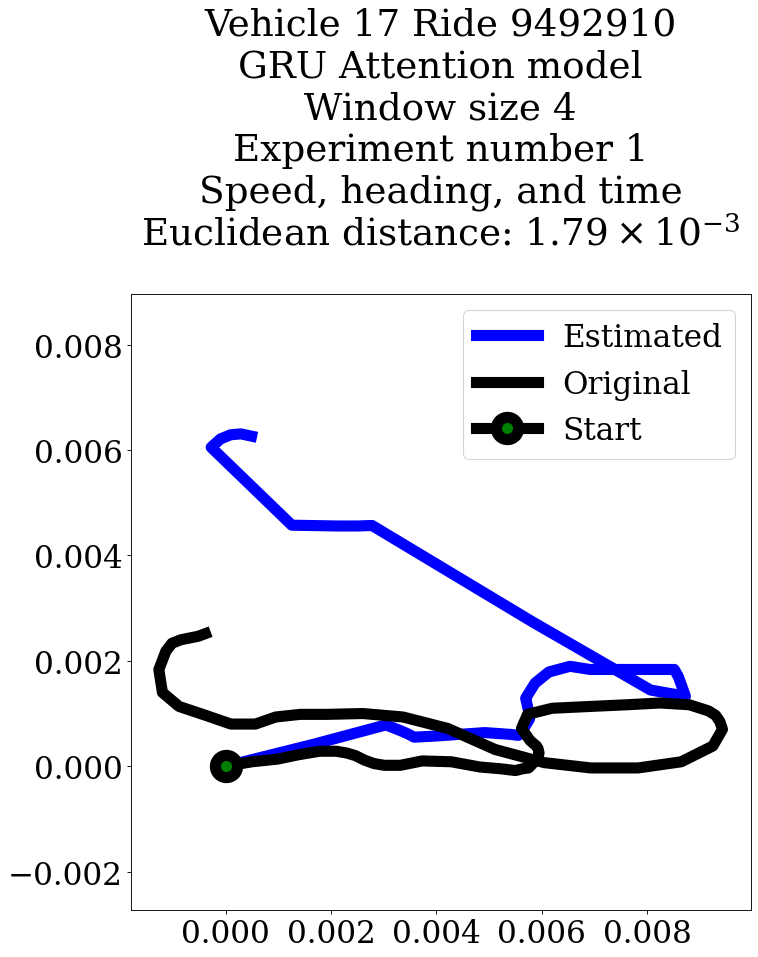 Vehicle 17 Ride 9492910
GRU Attention model
Window size 4
Experiment number 1
Speed, heading, and time
Euclidean distance: 1.79 × 10⁻³
Estimated
Original
Start
0.008
0.006
0.004
0.002
0.000
−0.002
0.000 0.002 0.004 0.006 0.008